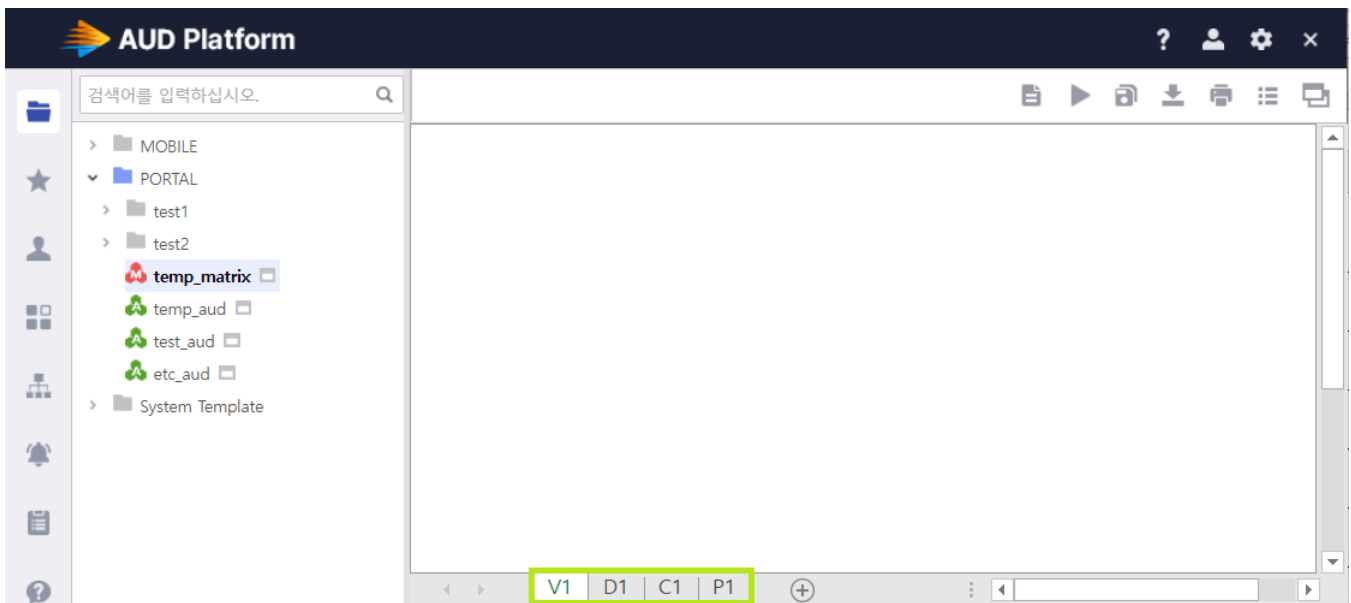 AUD Platform
검색어를 입력하십시오.
MOBILE
PORTAL
test1
test2
temp_matrix
temp_aud
test_aud
etc_aud
System Template
V1 D1 C1 P1